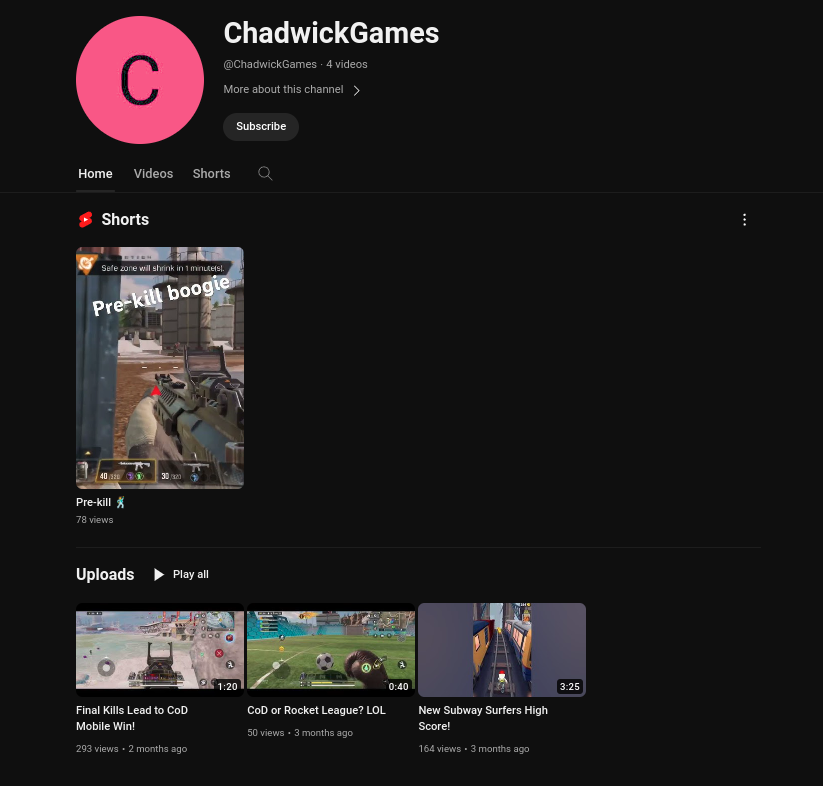 C
ChadwickGames
@ChadwickGames · 4 videos
More about this channel
Subscribe
Home
Videos
Shorts
Shorts
Safe zone will shrink in 1 minute(s).
Pre-kill boogie
40
30
Pre-kill 🕺
78 views
Uploads
Play all
1:20
0:40
3:25
Final Kills Lead to CoD
Mobile Win!
293 views • 2 months ago
CoD or Rocket League? LOL
50 views • 3 months ago
New Subway Surfers High
Score!
164 views • 3 months ago